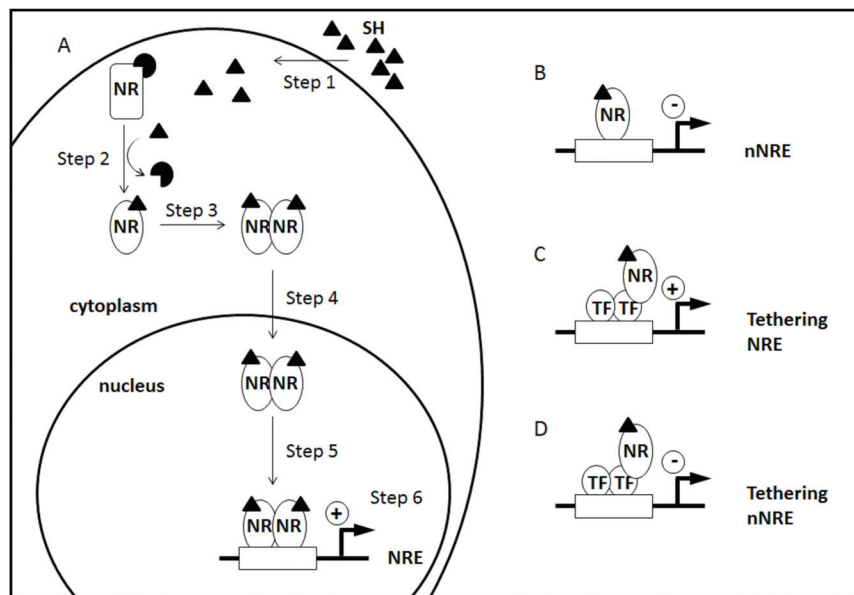 A
SH
Step 1
NR
Step 2
NR
Step 3
NR NR
cytoplasm
Step 4
nucleus
NR NR
Step 5
Step 6
NR NR
+
NRE
B
NR
-
nNRE
C
NR
TF TF
+
Tethering
NRE
D
NR
TF TF
-
Tethering
nNRE